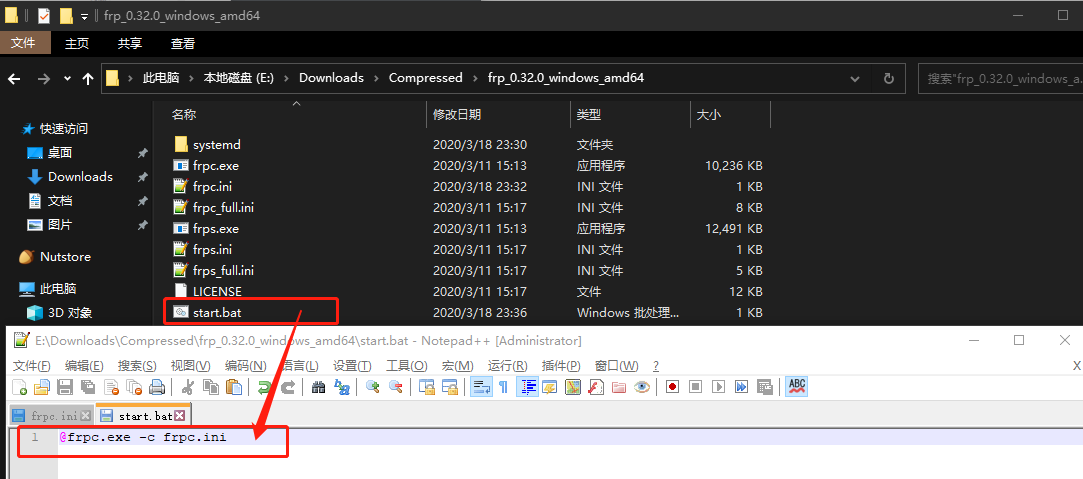 frp_0.32.0_windows_amd64
文件 主页 共享 查看
此电脑 › 本地磁盘 (E:) › Downloads › Compressed › frp_0.32.0_windows_amd64
搜索"frp_0.32.0_windows_a...
名称 修改日期 类型 大小
快速访问
桌面
Downloads
文档
图片
Nutstore
此电脑
3D 对象
systemd 2020/3/18 23:30 文件夹
frpc.exe 2020/3/11 15:13 应用程序 10,236 KB
frpc.ini 2020/3/18 23:32 INI 文件 1 KB
frpc_full.ini 2020/3/11 15:17 INI 文件 8 KB
frps.exe 2020/3/11 15:13 应用程序 12,491 KB
frps.ini 2020/3/11 15:17 INI 文件 1 KB
frps_full.ini 2020/3/11 15:17 INI 文件 5 KB
LICENSE 2020/3/11 15:17 文件 12 KB
start.bat 2020/3/18 23:36 Windows 批处理... 1 KB
E:\Downloads\Compressed\frp_0.32.0_windows_amd64\start.bat - Notepad++ [Administrator]
文件(F) 编辑(E) 搜索(S) 视图(V) 编码(N) 语言(L) 设置(T) 工具(O) 宏(M) 运行(R) 插件(P) 窗口(W) ? X
ABC
frpc.ini start.bat
1 @frpc.exe -c frpc.ini